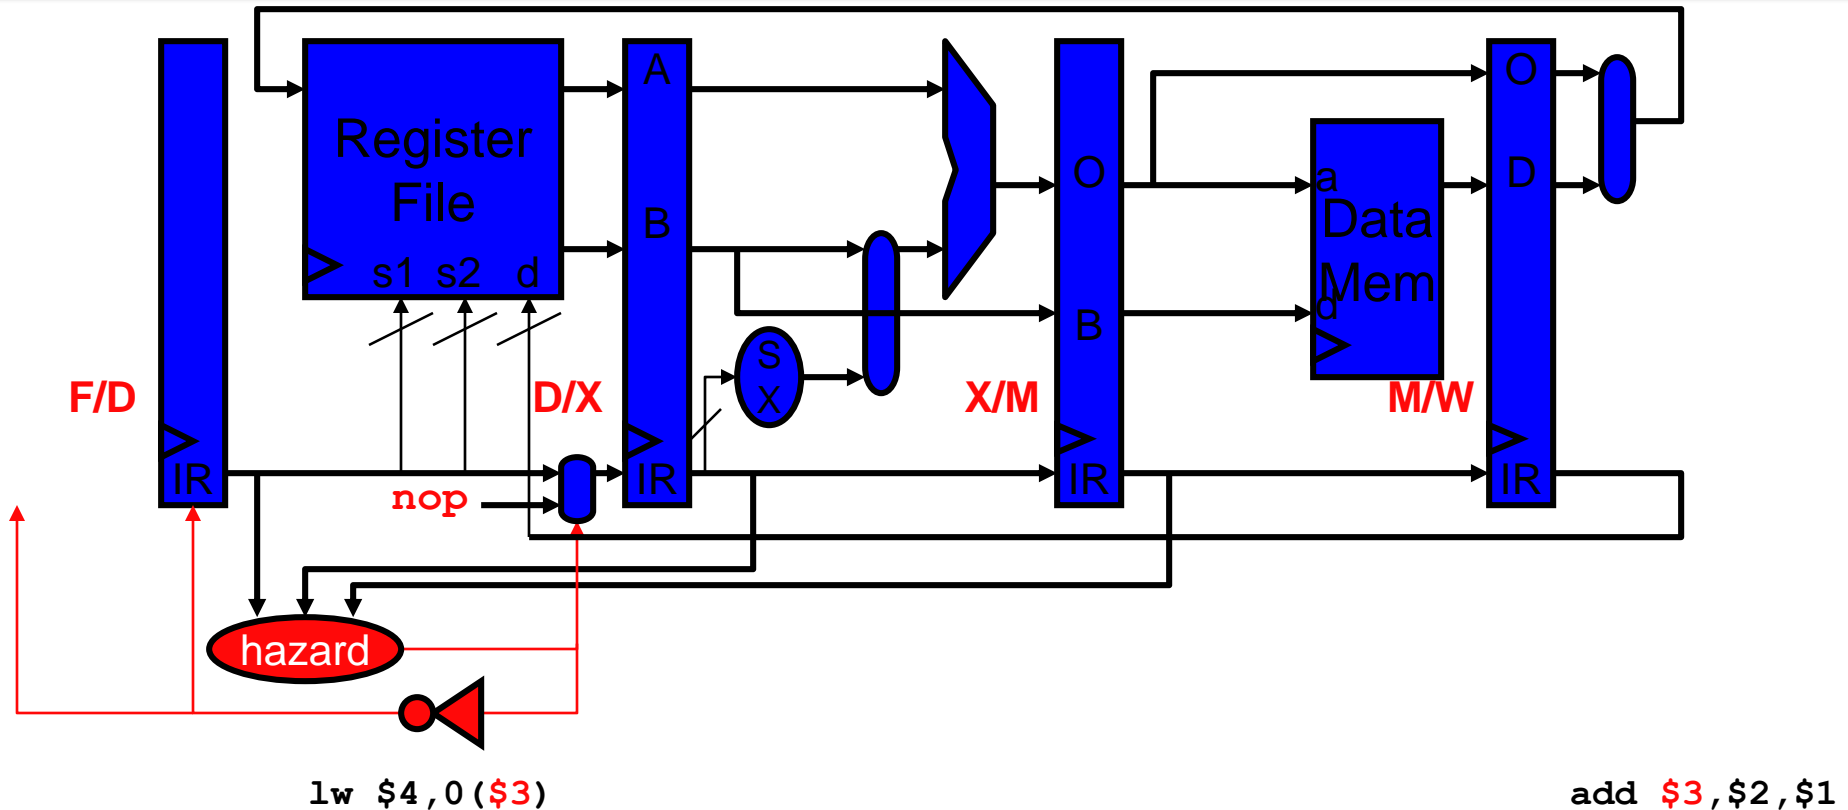 A
O
Register
File
s1 s2 d
B
O
B
a
Data
Mem
d
O
D
S
X
F/D
D/X
X/M
M/W
IR
nop
IR
IR
IR
hazard
lw $4,0($3)
add $3,$2,$1